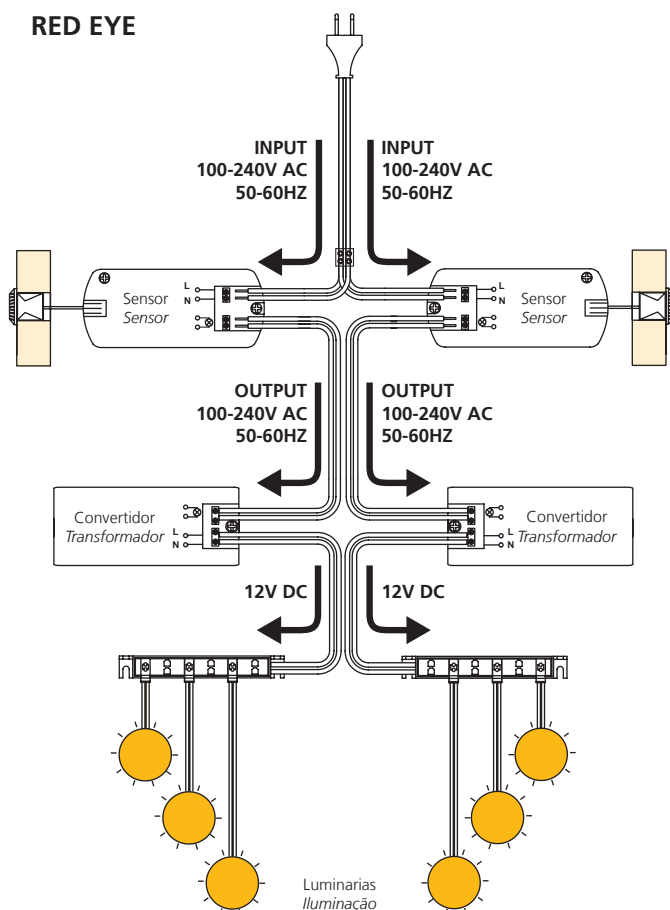 RED EYE
INPUT
100-240V AC
50-60HZ
INPUT
100-240V AC
50-60HZ
Sensor
Sensor
L
N
L
N
Sensor
Sensor
OUTPUT
100-240V AC
50-60HZ
OUTPUT
100-240V AC
50-60HZ
Convertidor
Transformador
L
N
L
N
Convertidor
Transformador
12V DC
12V DC
Luminarias
Iluminação